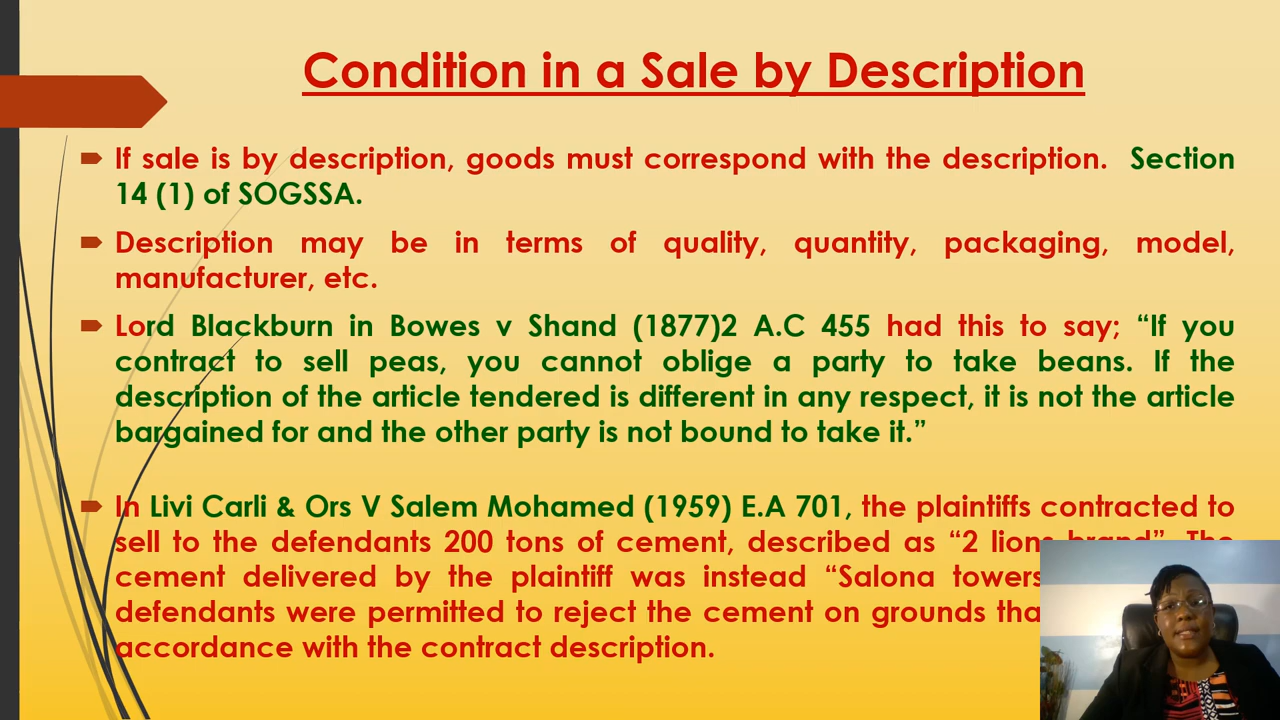 Condition in a Sale by Description
If sale is by description, goods must correspond with the description. Section
14 (1) of SOGSSA.
Description may be in terms of quality, quantity, packaging, model,
manufacturer, etc.
Lord Blackburn in Bowes v Shand (1877)2 A.C 455 had this to say; “If you
contract to sell peas, you cannot oblige a party to take beans. If the
description of the article tendered is different in any respect, it is not the article
bargained for and the other party is not bound to take it.”
In Livi Carli & Ors V Salem Mohamed (1959) E.A 701, the plaintiffs contracted to
sell to the defendants 200 tons of cement, described as “2 lions brand”. The
cement delivered by the plaintiff was instead “Salona towers
defendants were permitted to reject the cement on grounds
accordance with the contract description.